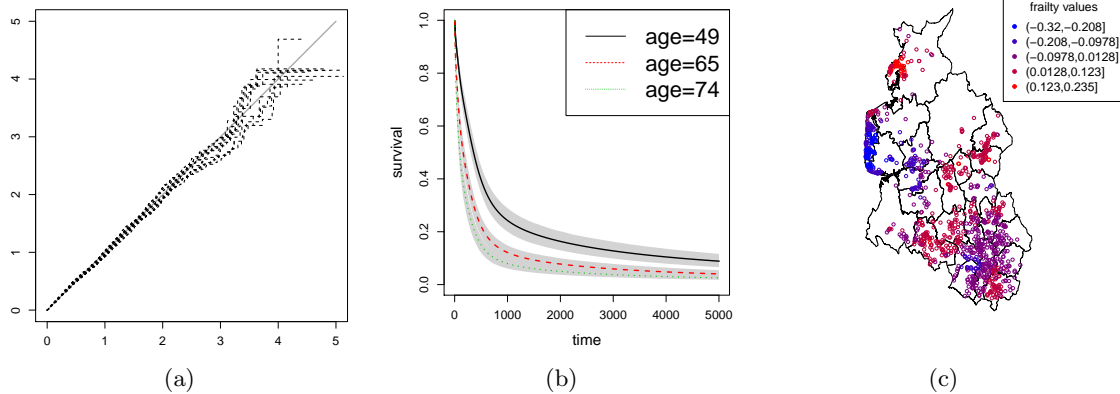 5
4
3
2
1
0
0 1 2 3 4 5
(a)
survival
1.0
0.8
0.6
0.4
0.2
0.0
age=49
age=65
age=74
0 1000 2000 3000 4000 5000
time
(b)
frailty values
(−0.32,−0.208]
(−0.208,−0.0978]
(−0.0978,0.0128]
(0.0128,0.123]
(0.123,0.235]
(c)